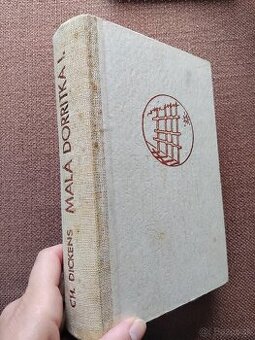 CH. DICKENS MALÁ DORRITKA I.